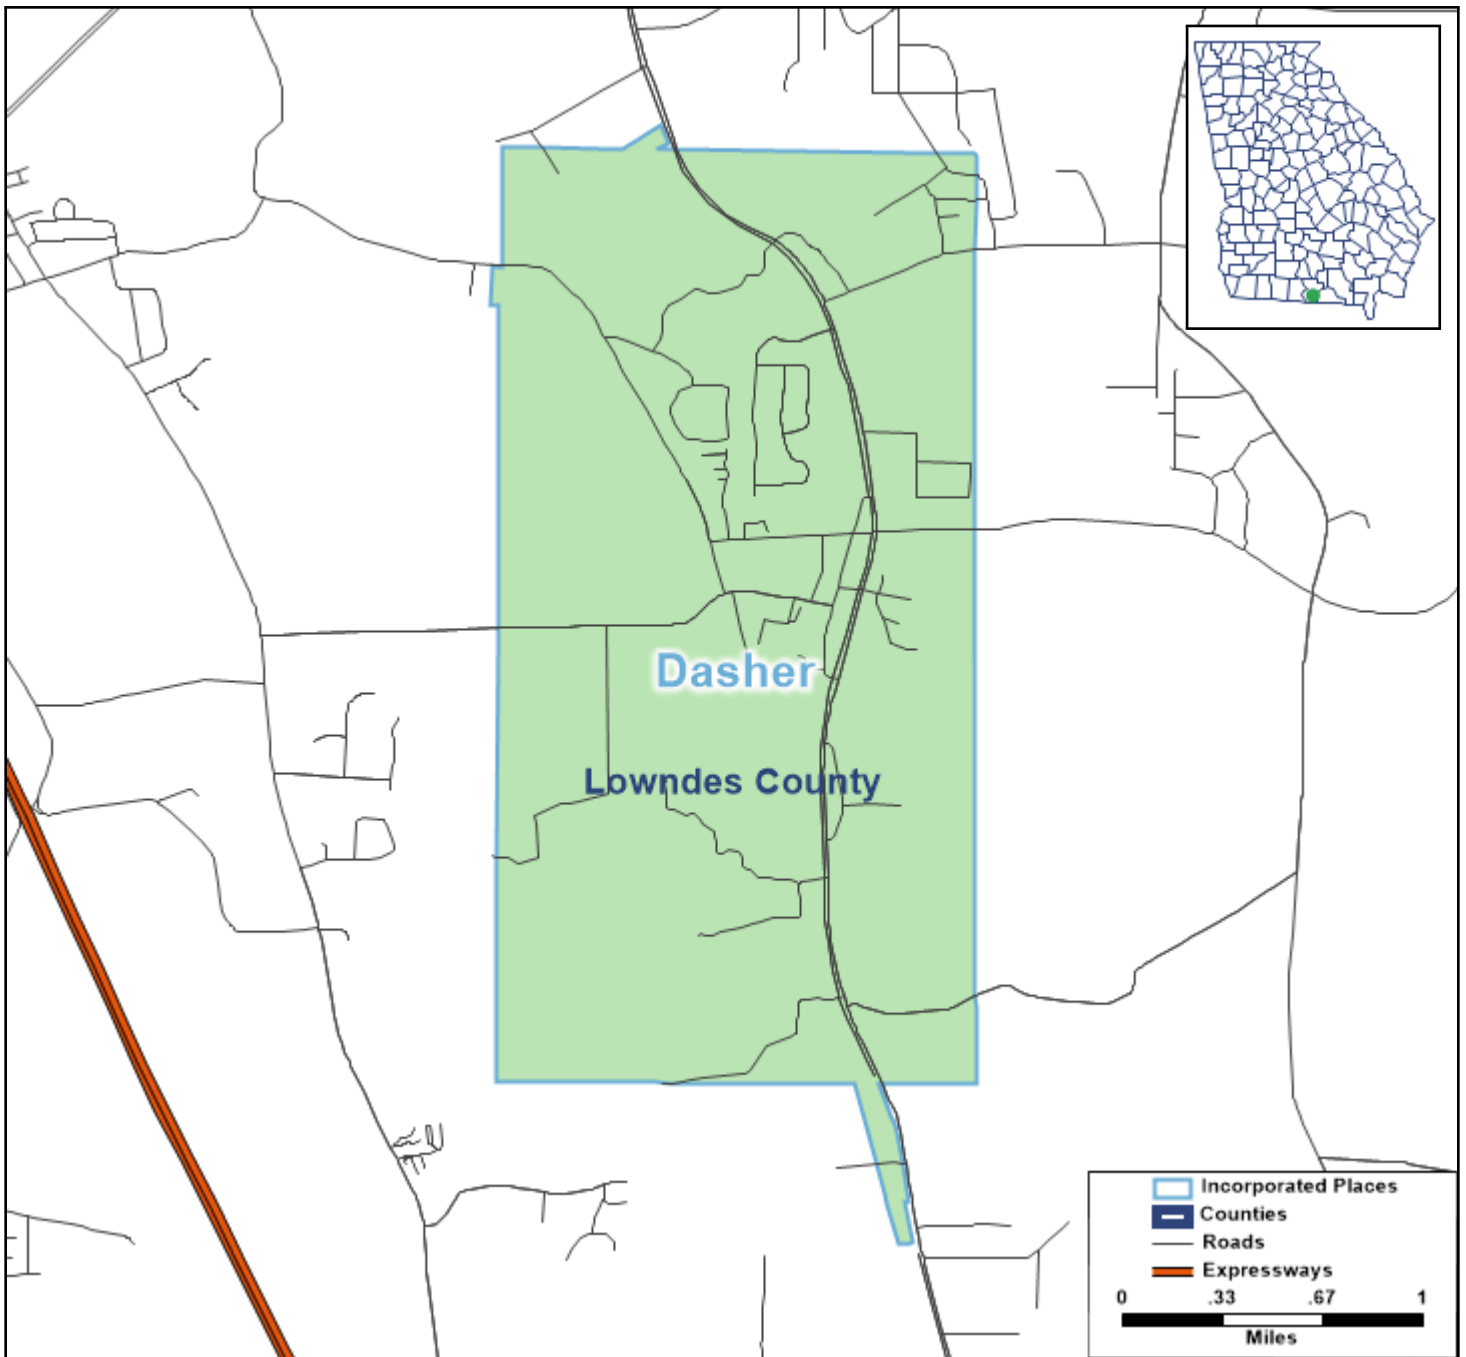 Dasher
Lowndes County
Incorporated Places
Counties
Roads
Expressways
0 .33 .67 1
Miles